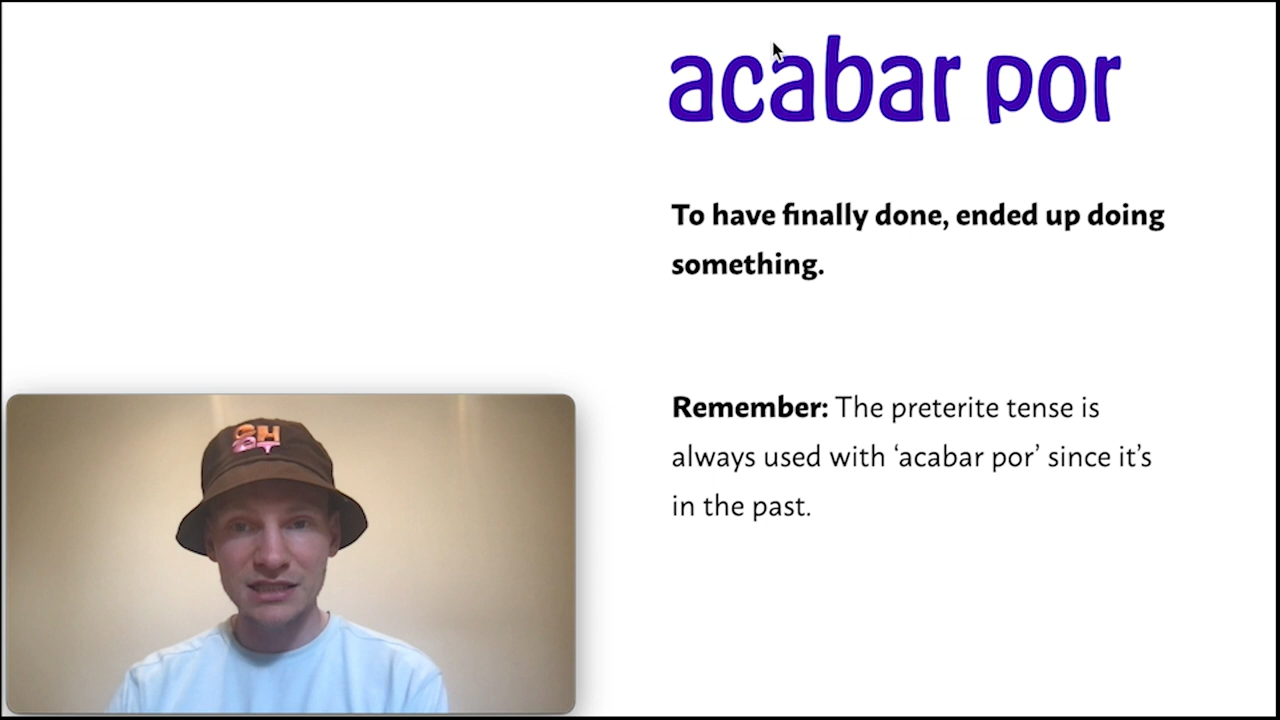 acabar por
To have finally done, ended up doing
something.
Remember: The preterite tense is
always used with ‘acabar por’ since it’s
in the past.